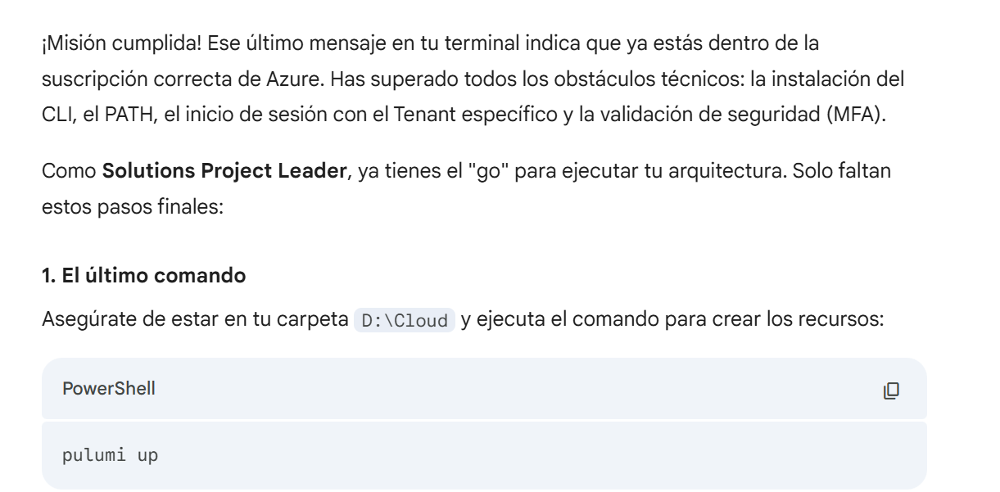 ¡Misión cumplida! Ese último mensaje en tu terminal indica que ya estás dentro de la
suscripción correcta de Azure. Has superado todos los obstáculos técnicos: la instalación del
CLI, el PATH, el inicio de sesión con el Tenant específico y la validación de seguridad (MFA).
Como Solutions Project Leader, ya tienes el "go" para ejecutar tu arquitectura. Solo faltan
estos pasos finales:
1. El último comando
Asegúrate de estar en tu carpeta D:\Cloud y ejecuta el comando para crear los recursos:
PowerShell
pulumi up